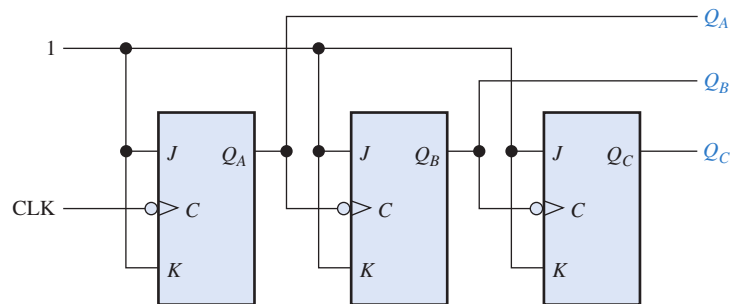 Q_A
1
Q_B
J Q_A J Q_B J Q_C Q_C
CLK C C C
K K K